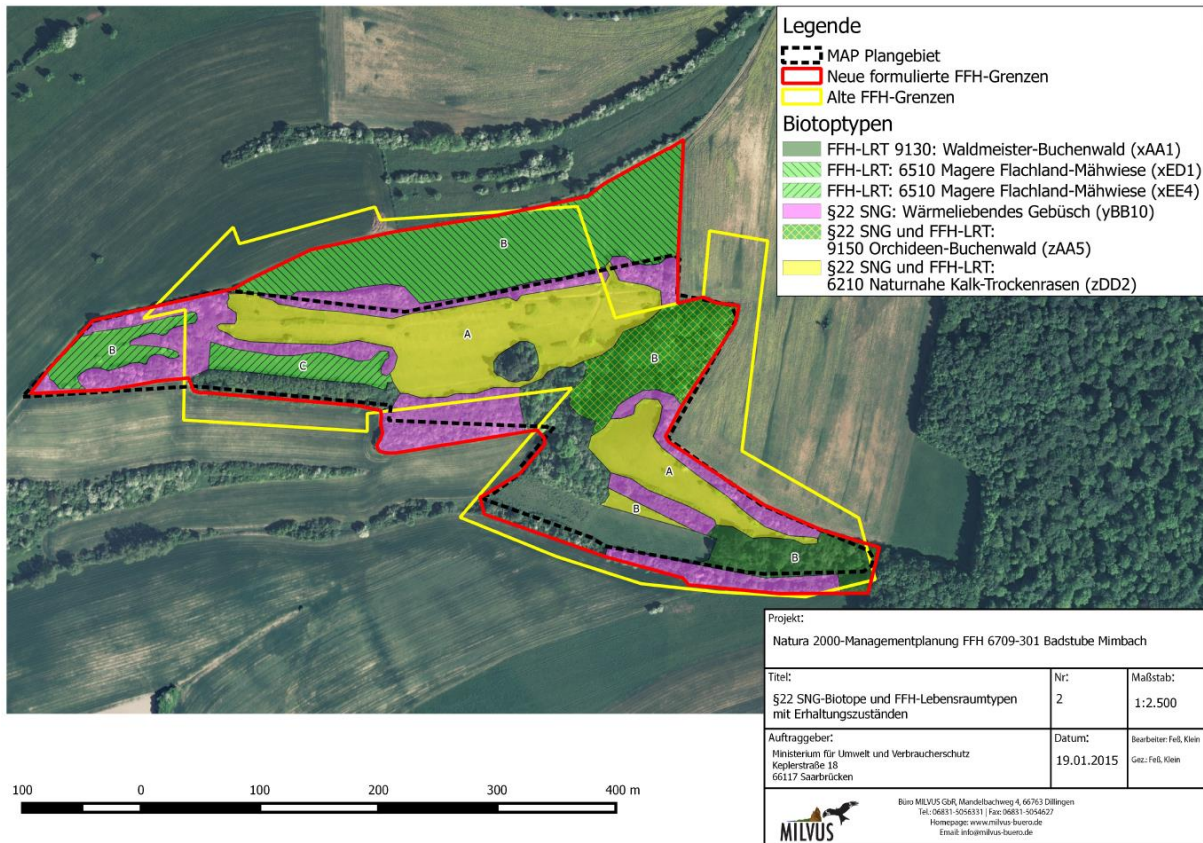 Legende
MAP Plangebiet
Neue formulierte FFH-Grenzen
Alte FFH-Grenzen
Biotoptypen
FFH-LRT 9130: Waldmeister-Buchenwald (xAA1)
FFH-LRT: 6510 Magere Flachland-Mähwiese (xED1)
FFH-LRT: 6510 Magere Flachland-Mähwiese (xEE4)
§22 SNG: Wärmeliebendes Gebüsch (yBB10)
§22 SNG und FFH-LRT:
9150 Orchideen-Buchenwald (zAA5)
§22 SNG und FFH-LRT:
6210 Naturnahe Kalk-Trockenrasen (zDD2)
B
A
B
C
B
A
B
B
Projekt:
Natura 2000-Managementplanung FFH 6709-301 Badstube Mimbach
Titel:
§22 SNG-Biotope und FFH-Lebensraumtypen
mit Erhaltungszuständen
Nr:
2
Maßstab:
1:2.500
Auftraggeber:
Ministerium für Umwelt und Verbraucherschutz
Keplerstraße 18
66117 Saarbrücken
Datum:
19.01.2015
Bearbeiter: Feß, Klein
Gez.: Feß, Klein
100 0 100 200 300 400 m
MILVUS
Büro MILVUS GbR, Mandelbachweg 4, 66763 Dillingen
Tel.: 06831-5056331 | Fax: 06831-5054627
Homepage: www.milvus-buero.de
Email: info@milvus-buero.de